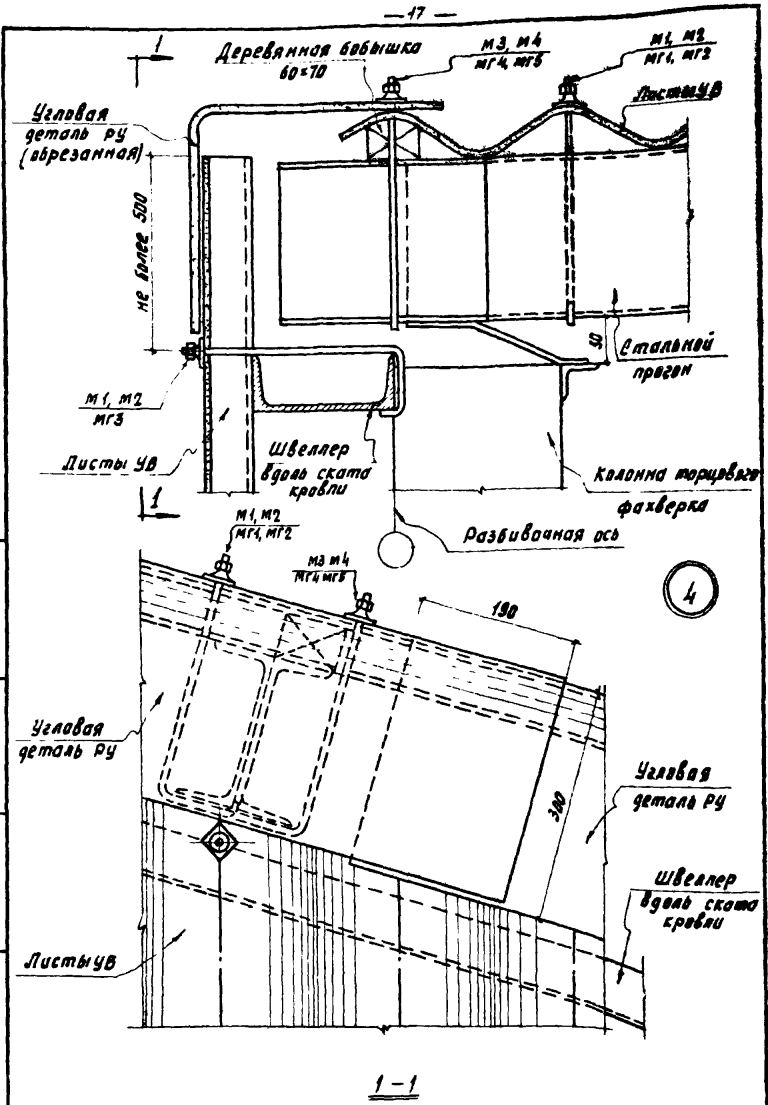 — 17 —
1
Деревянная бобышка
60×70
М3, М4
МГ4, МГ5
М1, М2
МГ1, МГ2
Листы УВ
Угловая
деталь РУ
(обрезанная)
не более 500
50
Стальной
прогон
М1, М2
МГ3
Листы УВ
Швеллер
вдоль ската
кровли
Колонна торцового
фахверка
Разбивочная ось
1
М1, М2
МГ1, МГ2
М3 М4
МГ4 МГ5
190
4
Угловая
деталь РУ
Угловая
деталь РУ
300
Швеллер
вдоль ската
кровли
Листы УВ
1 - 1